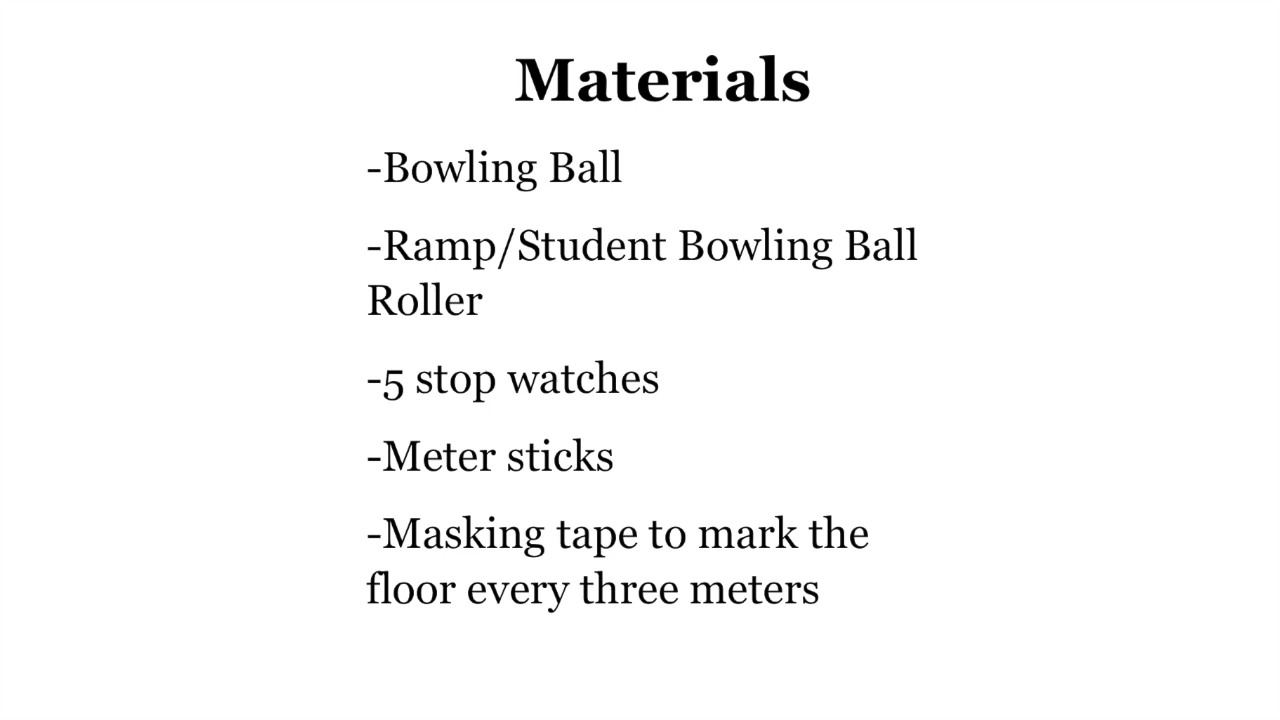 Materials
-Bowling Ball
-Ramp/Student Bowling Ball
Roller
-5 stop watches
-Meter sticks
-Masking tape to mark the
floor every three meters